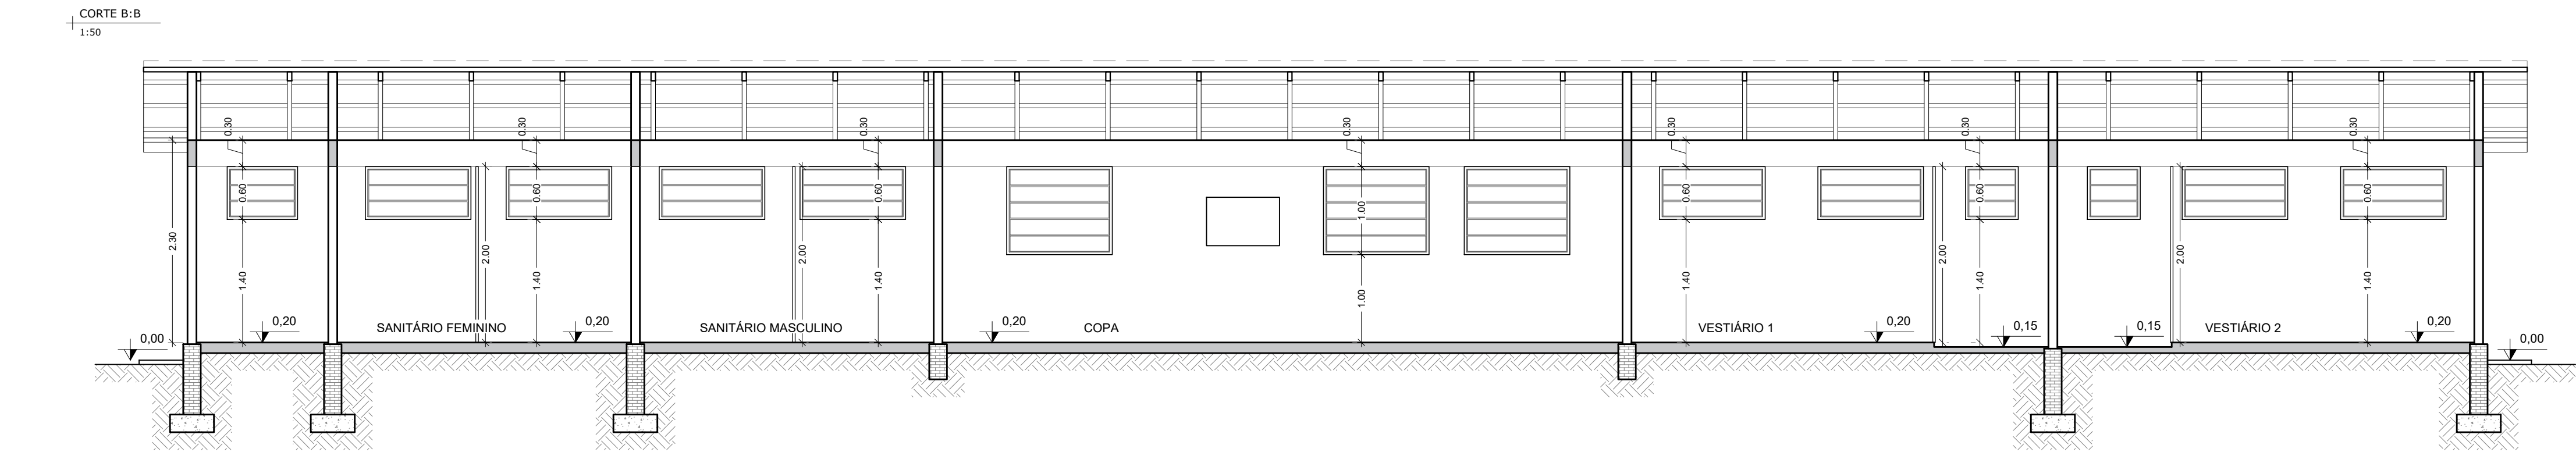 CORTE B:B
1:50
0.30 0.30 0.30 0.30 0.30 0.30 0.30
0.60 0.60 0.60 1.00 0.60 0.60 0.60
2.30 2.00 2.00 2.00 2.00
1.40 1.40 1.40 1.00 1.40 1.40 1.40
0,00 0,20 SANITÁRIO FEMININO 0,20 SANITÁRIO MASCULINO 0,20 COPA VESTIÁRIO 1 0,20 0,15 0,15 VESTIÁRIO 2 0,20 0,00